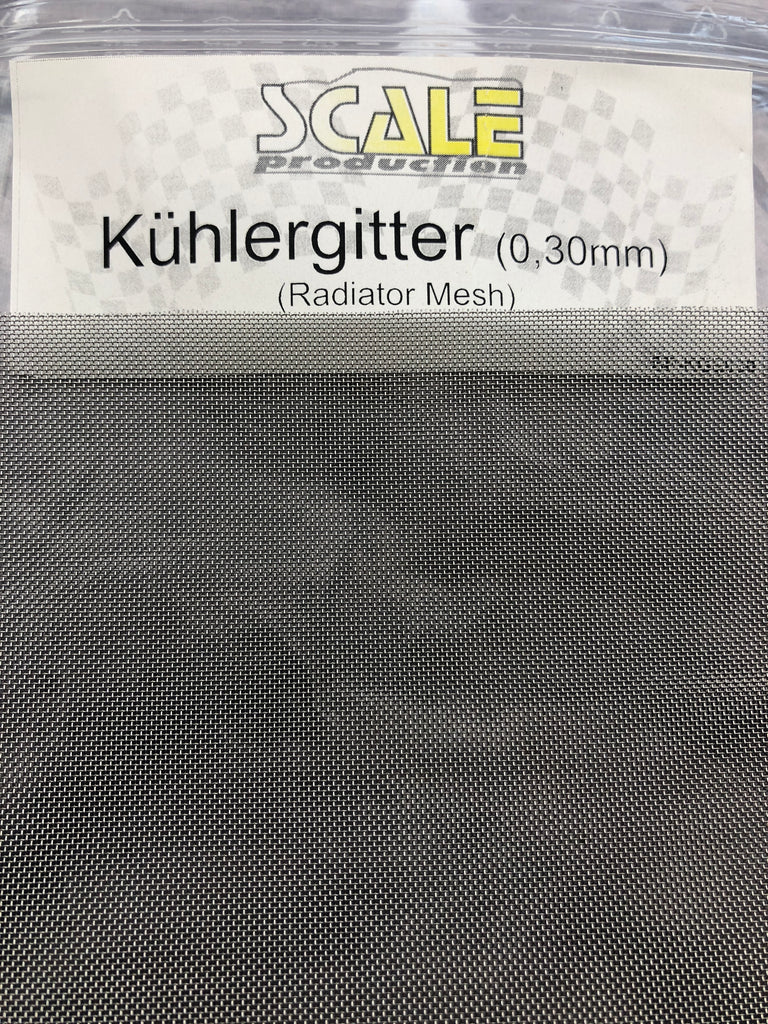 SCALE
production
Kühlergitter (0,30mm)
(Radiator Mesh)